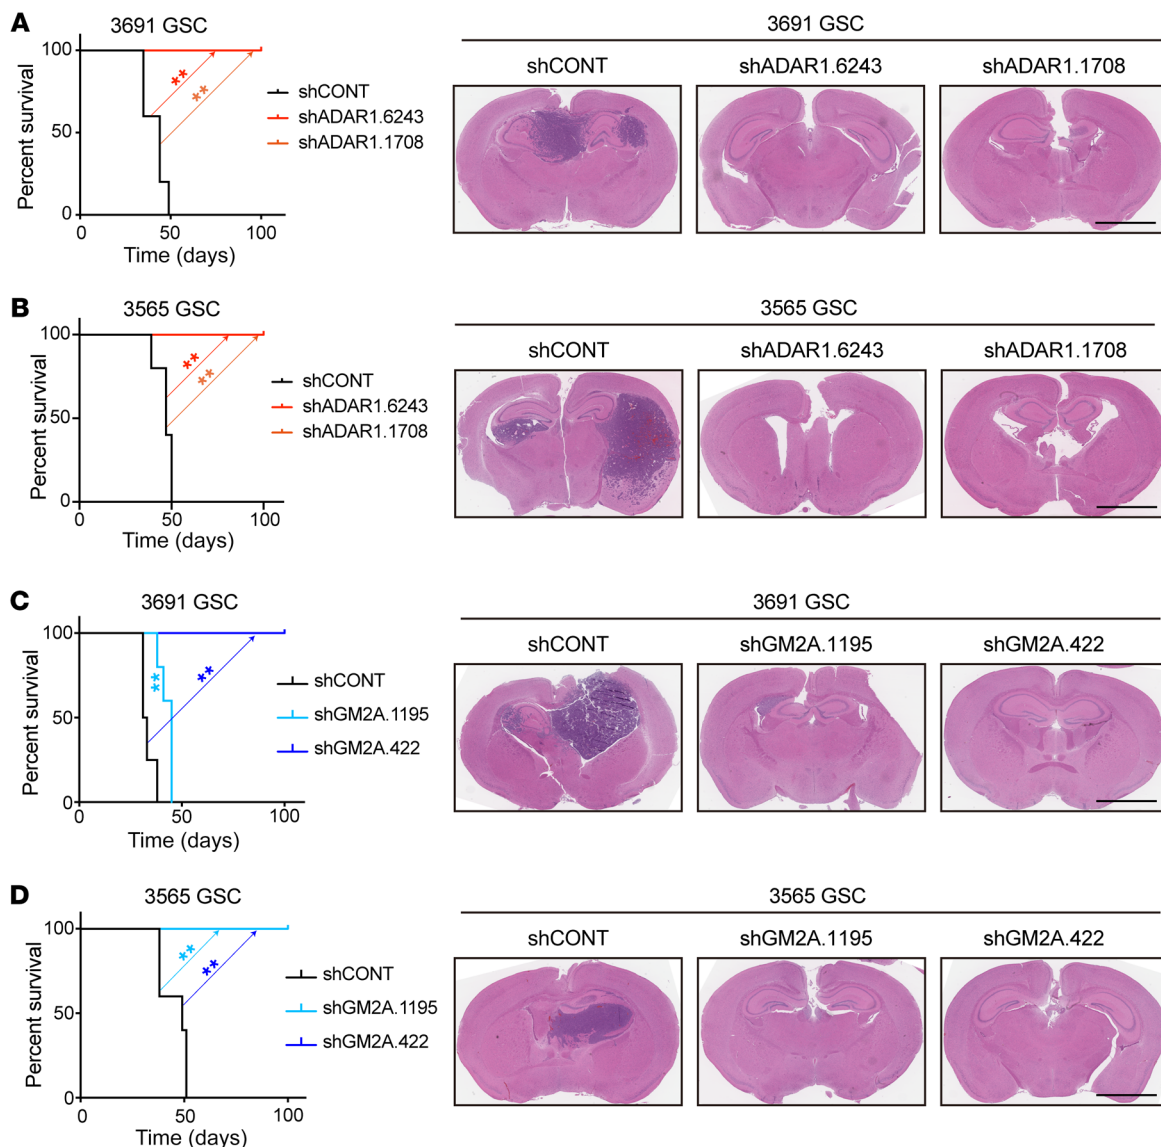 A
3691 GSC
100
50
0
Percent survival
0 50 100
Time (days)
shCONT
shADAR1.6243
shADAR1.1708
**
**
3691 GSC
shCONT shADAR1.6243 shADAR1.1708
B
3565 GSC
100
50
0
Percent survival
0 50 100
Time (days)
shCONT
shADAR1.6243
shADAR1.1708
**
**
3565 GSC
shCONT shADAR1.6243 shADAR1.1708
C
3691 GSC
100
50
0
Percent survival
0 50 100
Time (days)
shCONT
shGM2A.1195
shGM2A.422
**
**
3691 GSC
shCONT shGM2A.1195 shGM2A.422
D
3565 GSC
100
50
0
Percent survival
0 50 100
Time (days)
shCONT
shGM2A.1195
shGM2A.422
**
**
3565 GSC
shCONT shGM2A.1195 shGM2A.422